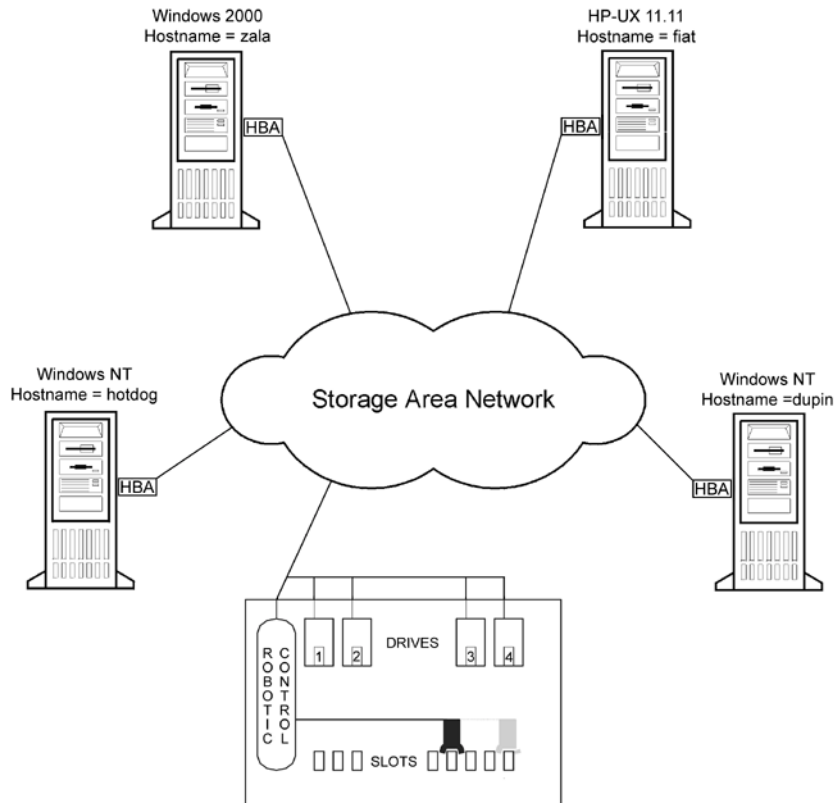 Windows 2000
Hostname = zala
HP-UX 11.11
Hostname = fiat
HBA
HBA
Storage Area Network
Windows NT
Hostname = hotdog
Windows NT
Hostname =dupin
HBA
HBA
ROBOTIC
CONTROL
1
2
DRIVES
3
4
SLOTS